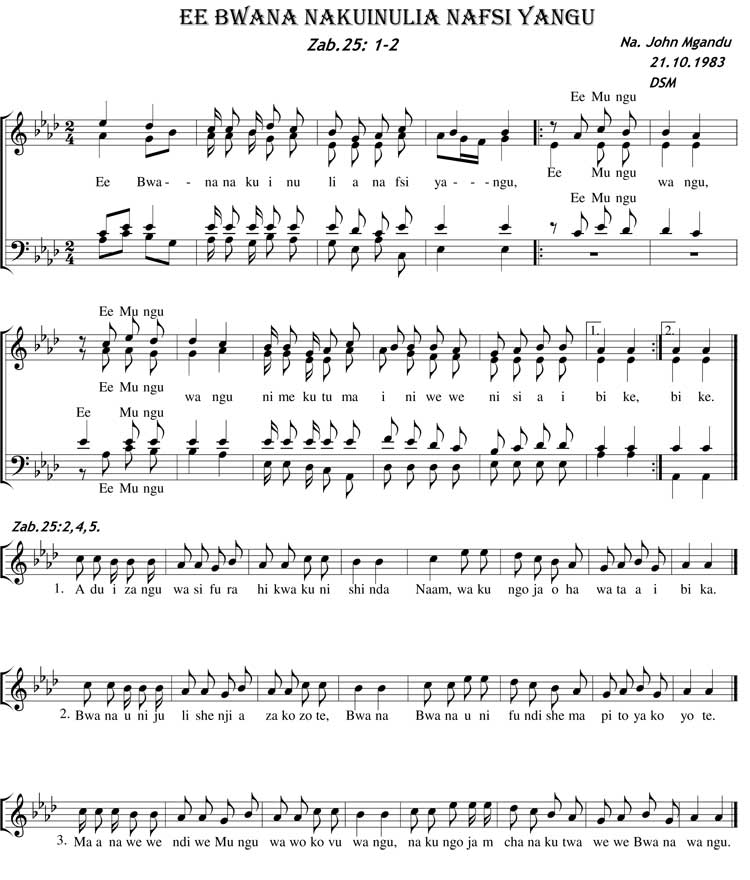 EE BWANA NAKUINULIA NAFSI YANGU
Zab.25: 1-2
Na. John Mgandu
21.10.1983
DSM
Ee Mu ngu
Ee Bwa - - na na ku i nu li a na fsi ya - - - ngu, Ee Mu ngu wa ngu,
Ee Mu ngu
Ee Mu ngu wa ngu ni me ku tu ma i ni we we ni si a i bi ke, bi ke.
1. 2.
Ee Mu ngu
Ee Mu ngu
Zab.25:2,4,5.
1. A du i za ngu wa si fu ra hi kwa ku ni shi nda Naam, wa ku ngo ja o ha wa ta a i bi ka.
2. Bwa na u ni ju li she nji a za ko zo te, Bwa na Bwa na u ni fu ndi she ma pi to ya ko yo te.
3. Ma a na we we ndi we Mu ngu wa wo ko vu wa ngu, na ku ngo ja m cha na ku twa we we Bwa na wa ngu.